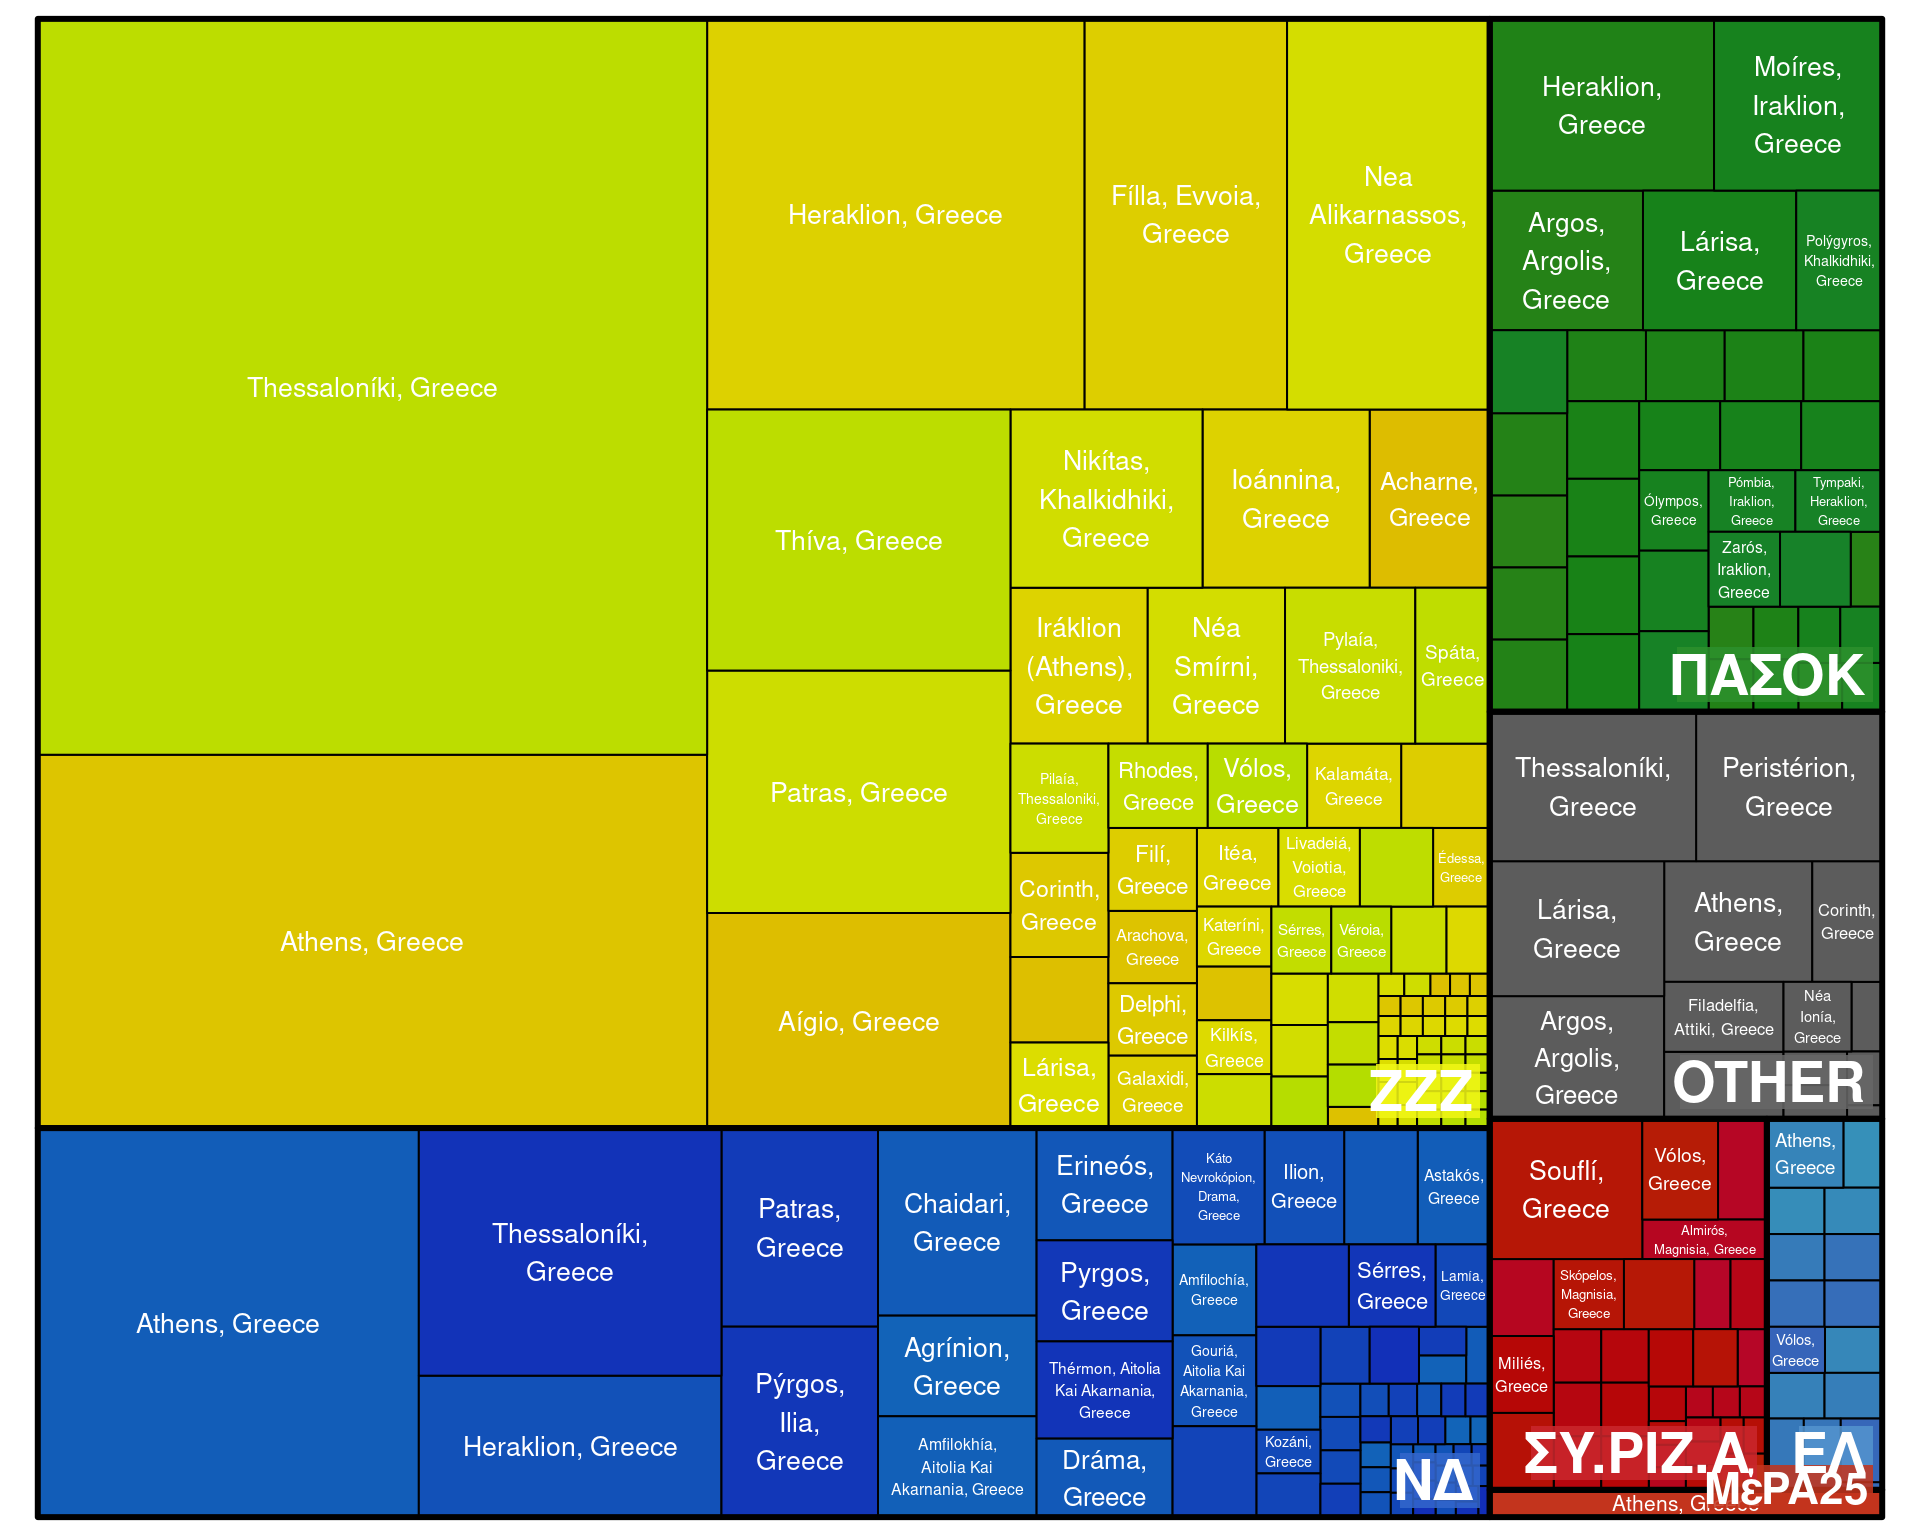 Thessaloníki, Greece
Athens, Greece
Heraklion, Greece
Fílla, Evvoia,
Greece
Nea
Alikarnassos,
Greece
Thíva, Greece
Patras, Greece
Aígio, Greece
Nikítas,
Khalkidhiki,
Greece
Ioánnina,
Greece
Acharne,
Greece
Iráklion
(Athens),
Greece
Néa
Smírni,
Greece
Pylaía,
Thessaloniki,
Greece
Spáta,
Greece
Pilaía,
Thessaloniki,
Greece
Rhodes,
Greece
Vólos,
Greece
Kalamáta,
Greece
Corinth,
Greece
Filí,
Greece
Itéa,
Greece
Livadeiá,
Voiotia,
Greece
Édessa,
Greece
Arachova,
Greece
Kateríni,
Greece
Sérres,
Greece
Véroia,
Greece
Delphi,
Greece
Kilkís,
Greece
Lárisa,
Greece
Galaxidi,
Greece
ZZZ
Athens, Greece
Thessaloníki,
Greece
Heraklion, Greece
Patras,
Greece
Pýrgos,
Ilia,
Greece
Chaidari,
Greece
Agrínion,
Greece
Amfilokhía,
Aitolia Kai
Akarnania, Greece
Erineós,
Greece
Pyrgos,
Greece
Thérmon, Aitolia
Kai Akarnania,
Greece
Dráma,
Greece
Káto
Nevrokópion,
Drama,
Greece
Ilion,
Greece
Astakós,
Greece
Amfilochía,
Greece
Sérres,
Greece
Lamía,
Greece
Gouriá,
Aitolia Kai
Akarnania,
Greece
Kozáni,
Greece
ΝΔ
Heraklion,
Greece
Moíres,
Iraklion,
Greece
Argos,
Argolis,
Greece
Lárisa,
Greece
Polýgyros,
Khalkidhiki,
Greece
Ólympos,
Greece
Pómbia,
Iraklion,
Greece
Tympaki,
Heraklion,
Greece
Zarós,
Iraklion,
Greece
ΠΑΣΟΚ
Thessaloníki,
Greece
Peristérion,
Greece
Lárisa,
Greece
Athens,
Greece
Corinth,
Greece
Argos,
Argolis,
Greece
Filadelfia,
Attiki, Greece
Néa
Ionía,
Greece
OTHER
Souflí,
Greece
Vólos,
Greece
Almirós,
Magnisia, Greece
Skópelos,
Magnisia,
Greece
Miliés,
Greece
ΣΥ.ΡΙΖ.Α.
Athens,
Greece
Vólos,
Greece
ΕΛ
Athens, Greece
ΜέΡΑ25